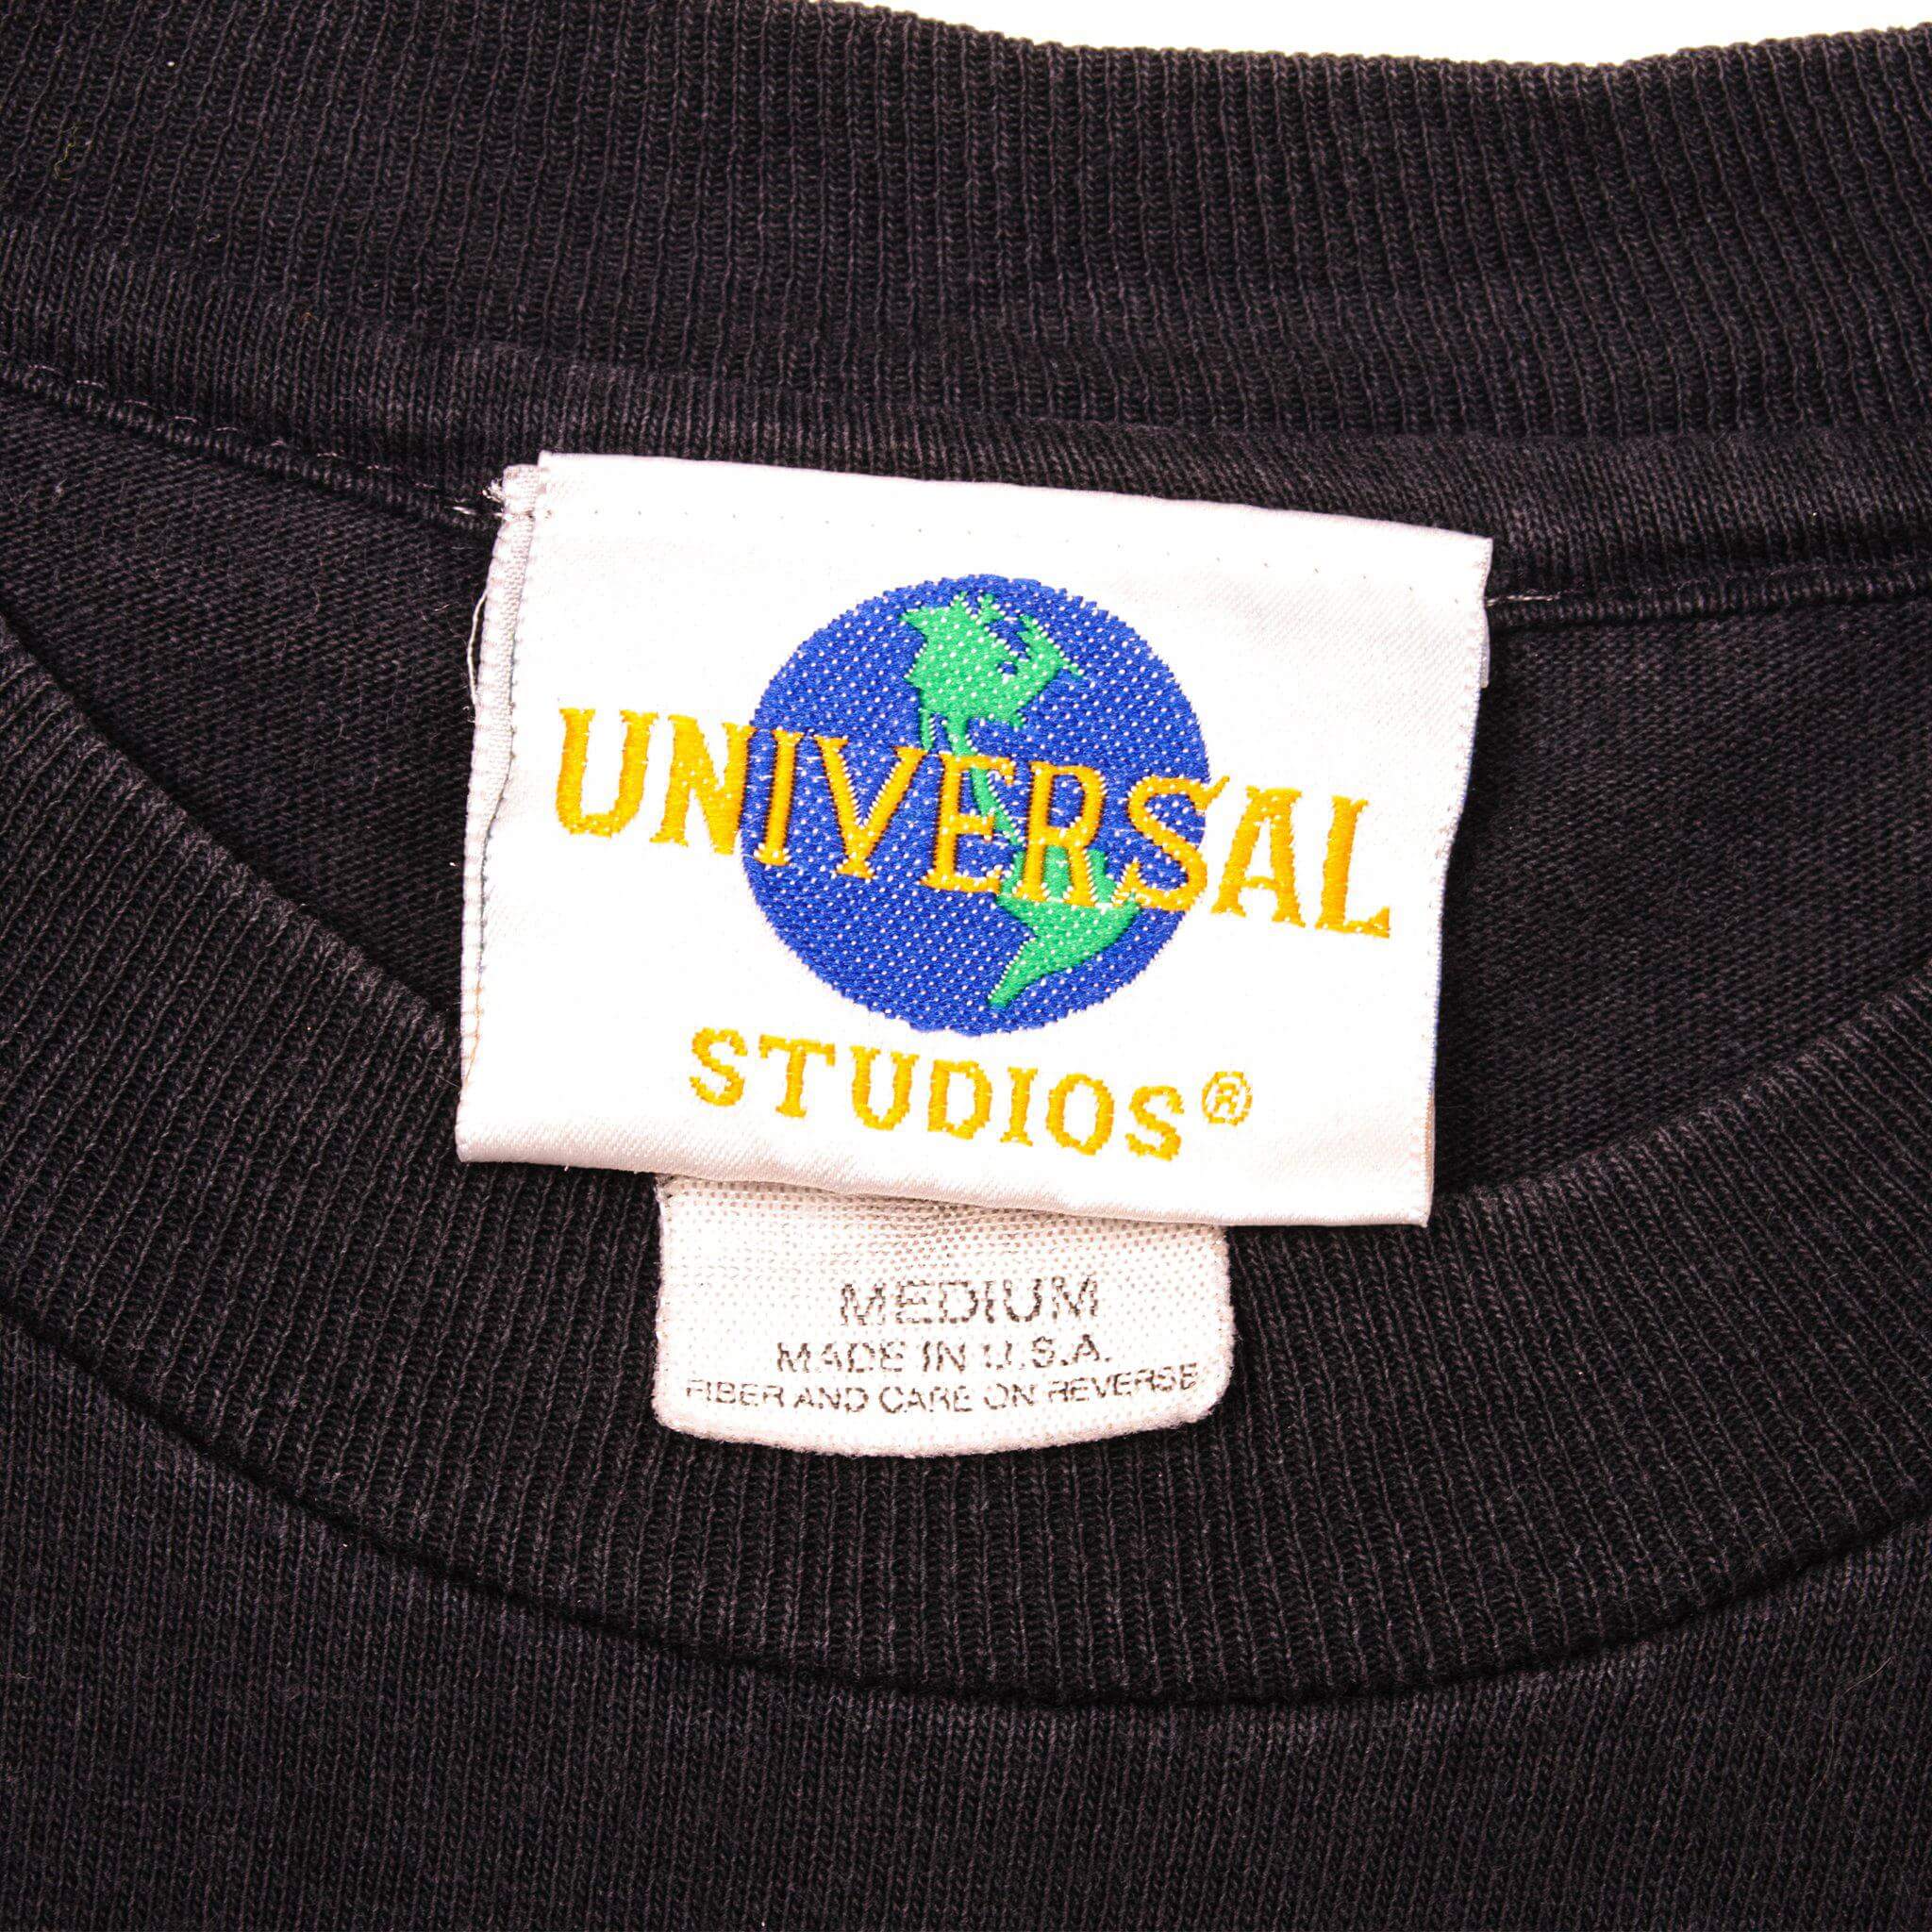 UNIVERSAL
STUDIOS®
MEDIUM
MADE IN U.S.A.
FIBER AND CARE ON REVERSE